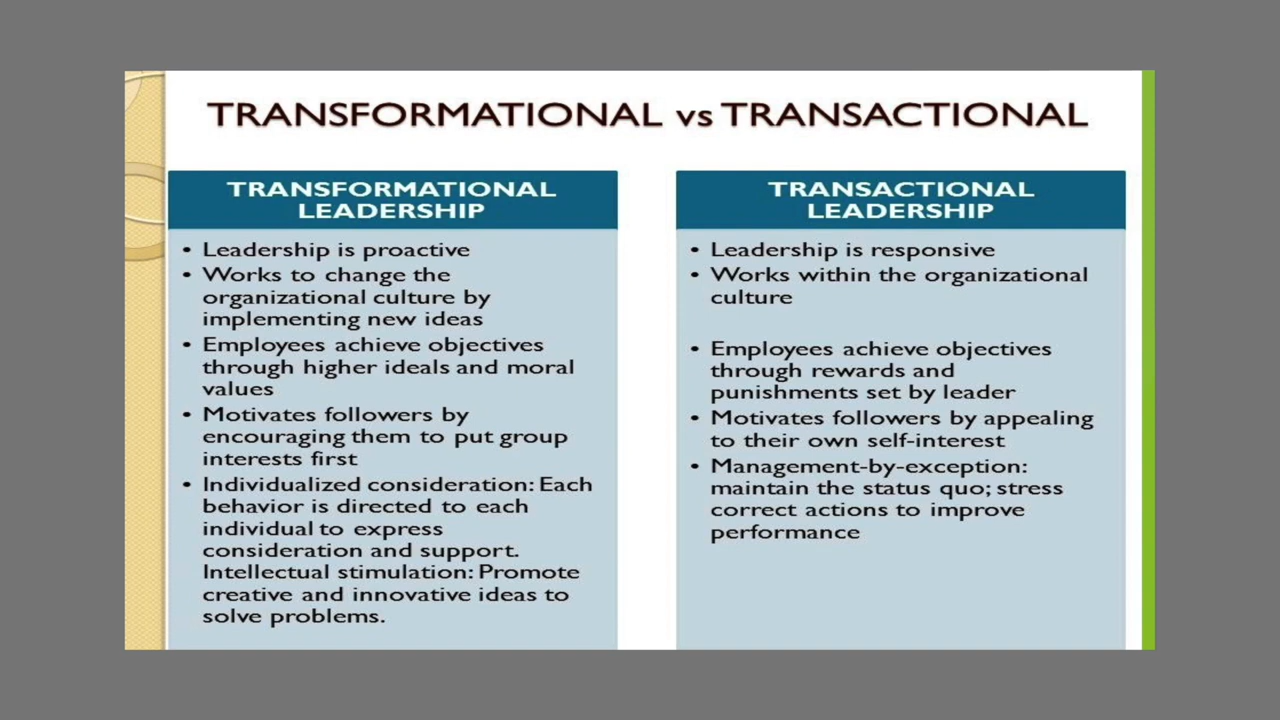 TRANSFORMATIONAL vs TRANSACTIONAL
TRANSFORMATIONAL
LEADERSHIP
• Leadership is proactive
• Works to change the
organizational culture by
implementing new ideas
• Employees achieve objectives
through higher ideals and moral
values
• Motivates followers by
encouraging them to put group
interests first
• Individualized consideration: Each
behavior is directed to each
individual to express
consideration and support.
Intellectual stimulation: Promote
creative and innovative ideas to
solve problems.
TRANSACTIONAL
LEADERSHIP
• Leadership is responsive
• Works within the organizational
culture
• Employees achieve objectives
through rewards and
punishments set by leader
• Motivates followers by appealing
to their own self-interest
• Management-by-exception:
maintain the status quo; stress
correct actions to improve
performance